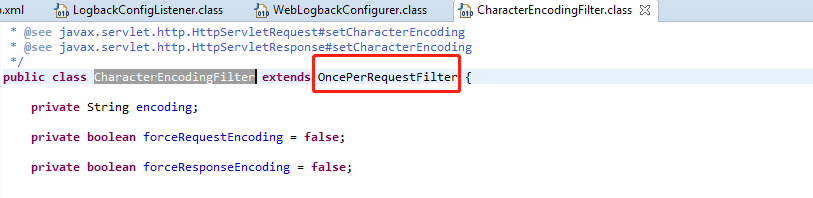 o.xml LogbackConfigListener.class WebLogbackConfigurer.class CharacterEncodingFilter.class
* @see javax.servlet.http.HttpServletRequest#setCharacterEncoding
* @see javax.servlet.http.HttpServletResponse#setCharacterEncoding
*/
public class CharacterEncodingFilter extends OncePerRequestFilter {
private String encoding;
private boolean forceRequestEncoding = false;
private boolean forceResponseEncoding = false;